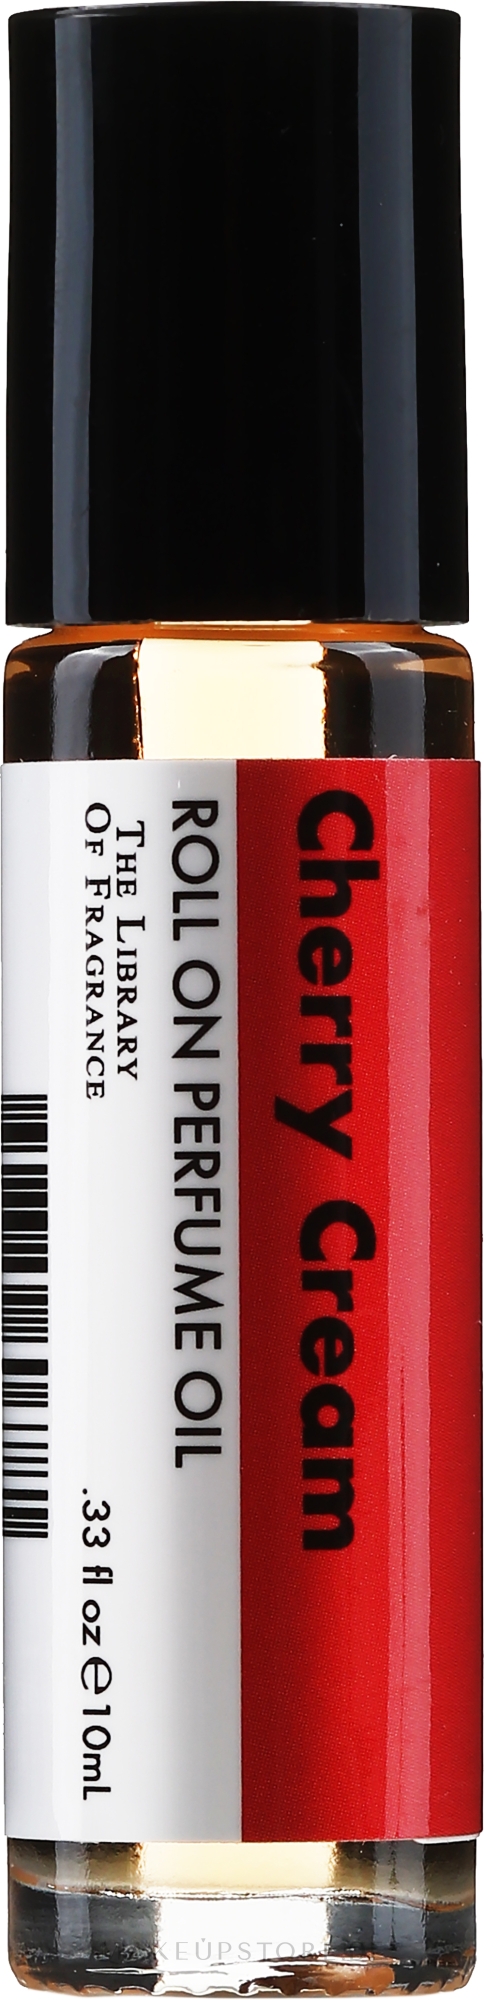 Cherry Cream
ROLL ON PERFUME OIL
THE LIBRARY
OF FRAGRANCE
.33 fl oz ℮ 10mL